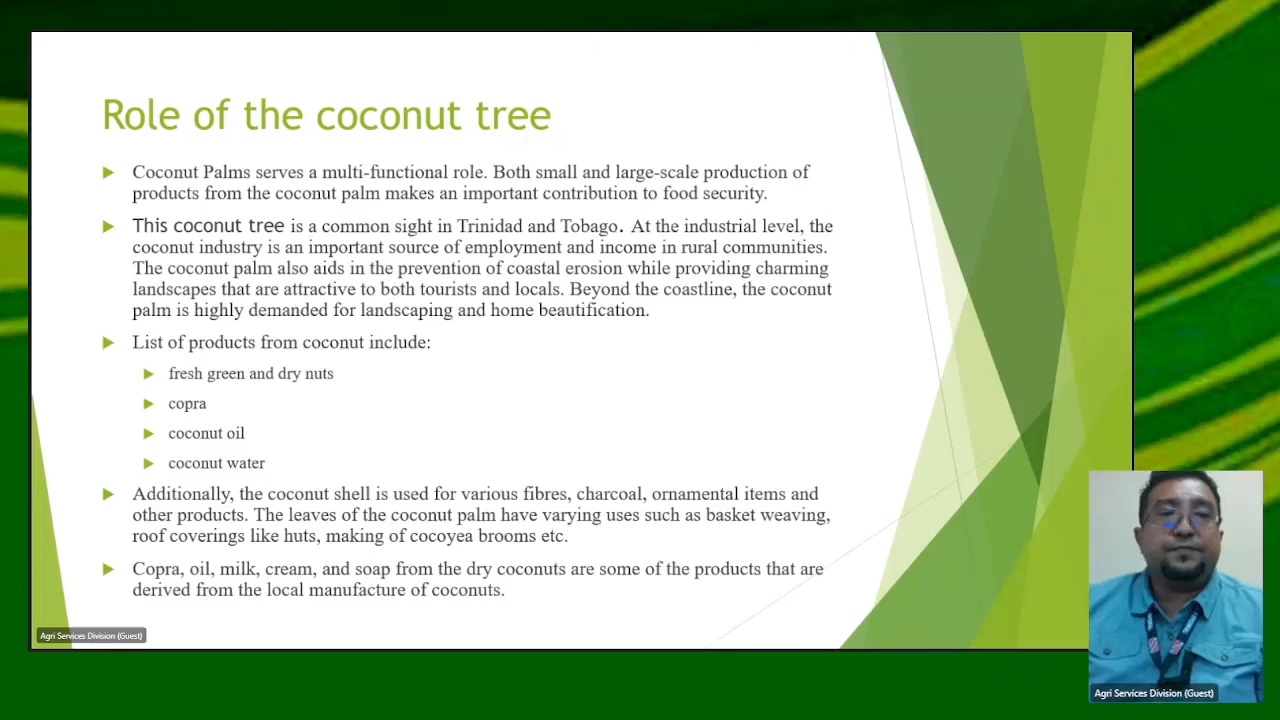 Role of the coconut tree
Coconut Palms serves a multi-functional role. Both small and large-scale production of
products from the coconut palm makes an important contribution to food security.
This coconut tree is a common sight in Trinidad and Tobago. At the industrial level, the
coconut industry is an important source of employment and income in rural communities.
The coconut palm also aids in the prevention of coastal erosion while providing charming
landscapes that are attractive to both tourists and locals. Beyond the coastline, the coconut
palm is highly demanded for landscaping and home beautification.
List of products from coconut include:
fresh green and dry nuts
copra
coconut oil
coconut water
Additionally, the coconut shell is used for various fibres, charcoal, ornamental items and
other products. The leaves of the coconut palm have varying uses such as basket weaving,
roof coverings like huts, making of cocoyea brooms etc.
Copra, oil, milk, cream, and soap from the dry coconuts are some of the products that are
derived from the local manufacture of coconuts.
Agri Services Division (Guest)
Agri Services Division (Guest)